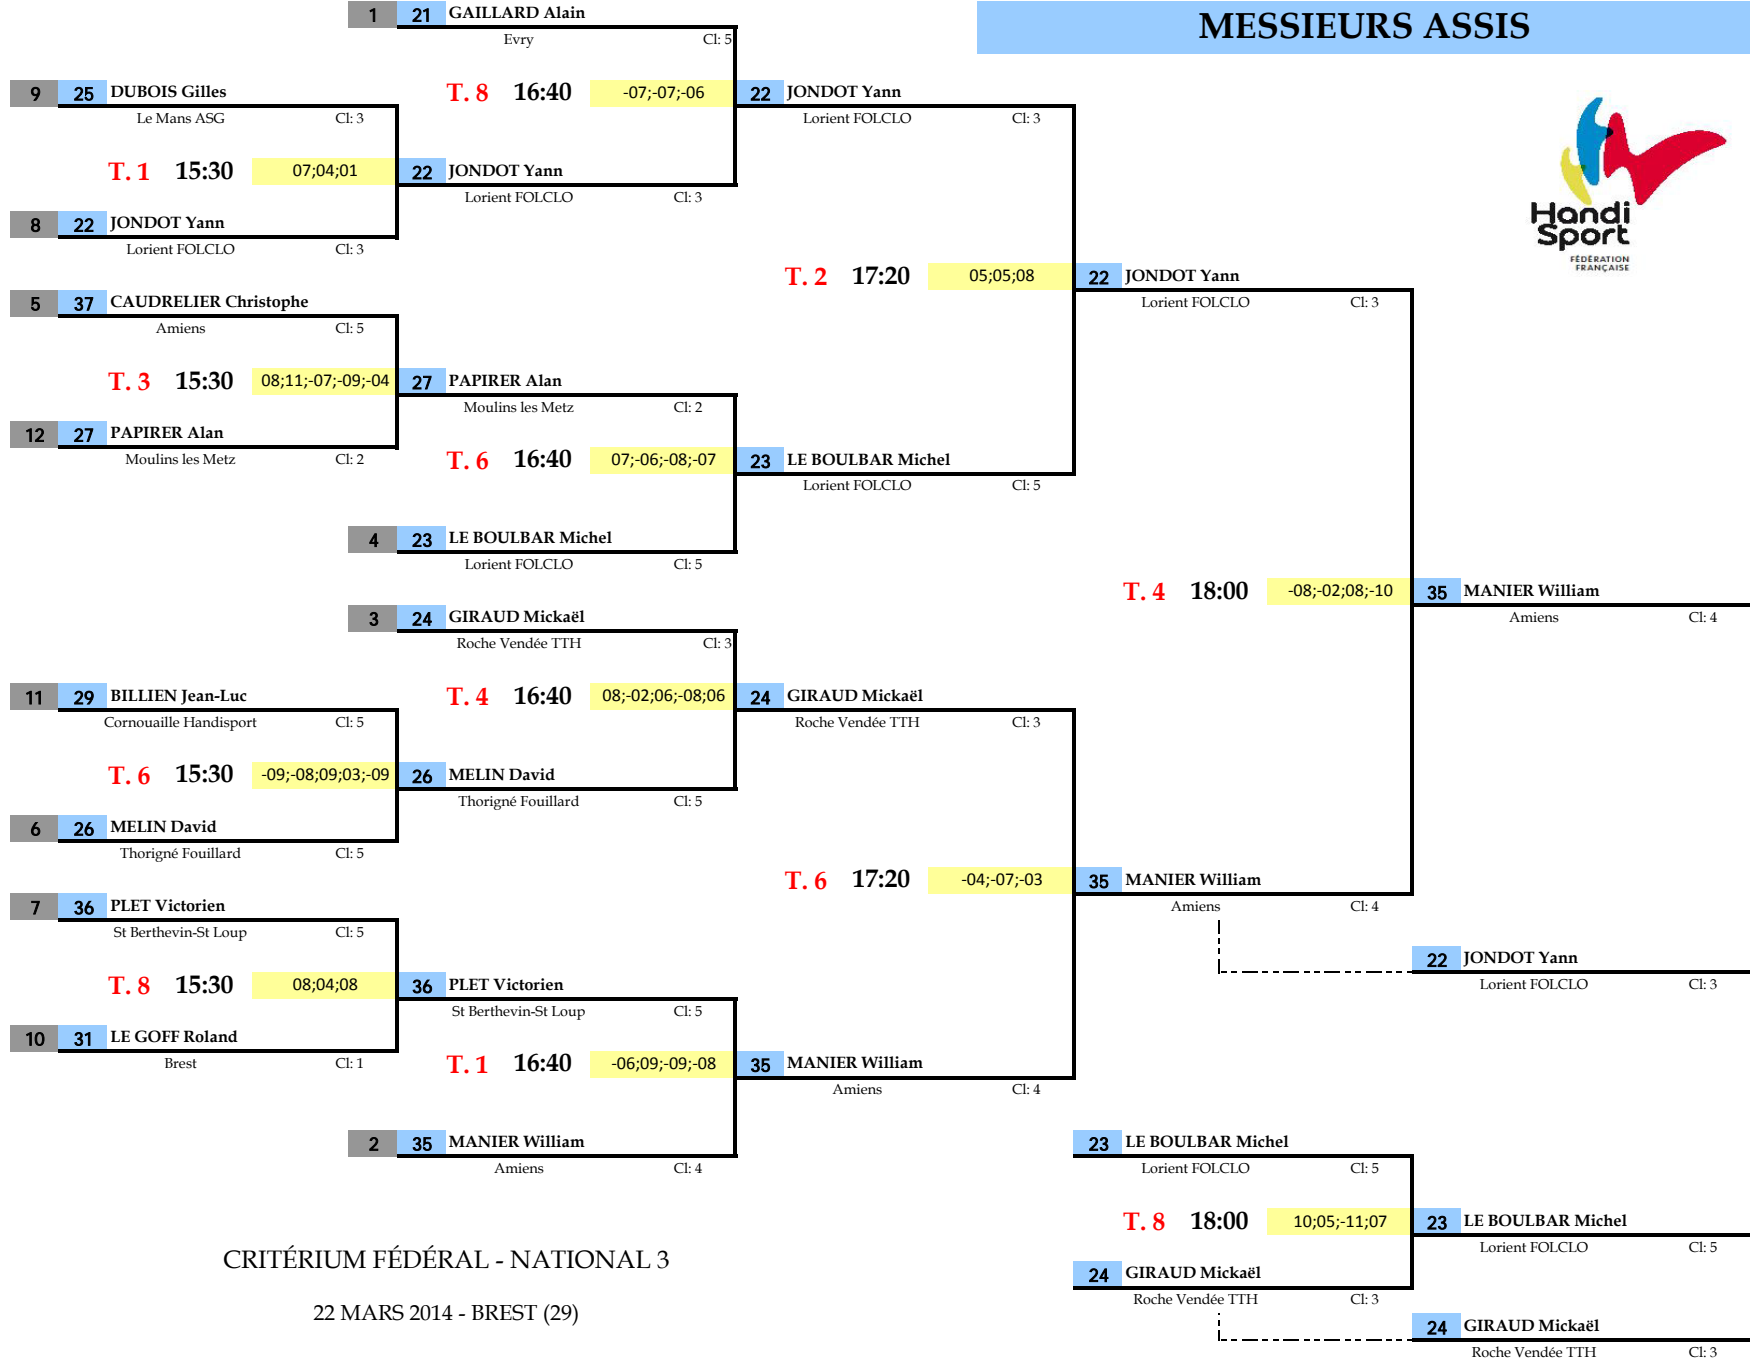 MESSIEURS ASSIS
1 21 GAILLARD Alain
Evry Cl: 5
T. 8 16:40 -07;-07;-06
9 25 DUBOIS Gilles
Le Mans ASG Cl: 3
T. 1 15:30 07;04;01
22 JONDOT Yann
Lorient FOLCLO Cl: 3
8 22 JONDOT Yann
Lorient FOLCLO Cl: 3
22 JONDOT Yann
Lorient FOLCLO Cl: 3
Handi
Sport
FÉDÉRATION
FRANÇAISE
T. 2 17:20 05;05;08
22 JONDOT Yann
Lorient FOLCLO Cl: 3
5 37 CAUDRELIER Christophe
Amiens Cl: 5
T. 3 15:30 08;11;-07;-09;-04
27 PAPIRER Alan
Moulins les Metz Cl: 2
12 27 PAPIRER Alan
Moulins les Metz Cl: 2
T. 6 16:40 07;-06;-08;-07
23 LE BOULBAR Michel
Lorient FOLCLO Cl: 5
4 23 LE BOULBAR Michel
Lorient FOLCLO Cl: 5
T. 4 18:00 -08;-02;08;-10
35 MANIER William
Amiens Cl: 4
3 24 GIRAUD Mickaël
Roche Vendée TTH Cl: 3
11 29 BILLIEN Jean-Luc
Cornouaille Handisport Cl: 5
T. 4 16:40 08;-02;06;-08;06
24 GIRAUD Mickaël
Roche Vendée TTH Cl: 3
T. 6 15:30 -09;-08;09;03;-09
26 MELIN David
Thorigné Fouillard Cl: 5
6 26 MELIN David
Thorigné Fouillard Cl: 5
T. 6 17:20 -04;-07;-03
35 MANIER William
Amiens Cl: 4
7 36 PLET Victorien
St Berthevin-St Loup Cl: 5
T. 8 15:30 08;04;08
36 PLET Victorien
St Berthevin-St Loup Cl: 5
22 JONDOT Yann
Lorient FOLCLO Cl: 3
10 31 LE GOFF Roland
Brest Cl: 1
T. 1 16:40 -06;09;-09;-08
35 MANIER William
Amiens Cl: 4
2 35 MANIER William
Amiens Cl: 4
23 LE BOULBAR Michel
Lorient FOLCLO Cl: 5
T. 8 18:00 10;05;-11;07
23 LE BOULBAR Michel
Lorient FOLCLO Cl: 5
24 GIRAUD Mickaël
Roche Vendée TTH Cl: 3
24 GIRAUD Mickaël
Roche Vendée TTH Cl: 3
CRITÉRIUM FÉDÉRAL - NATIONAL 3
22 MARS 2014 - BREST (29)